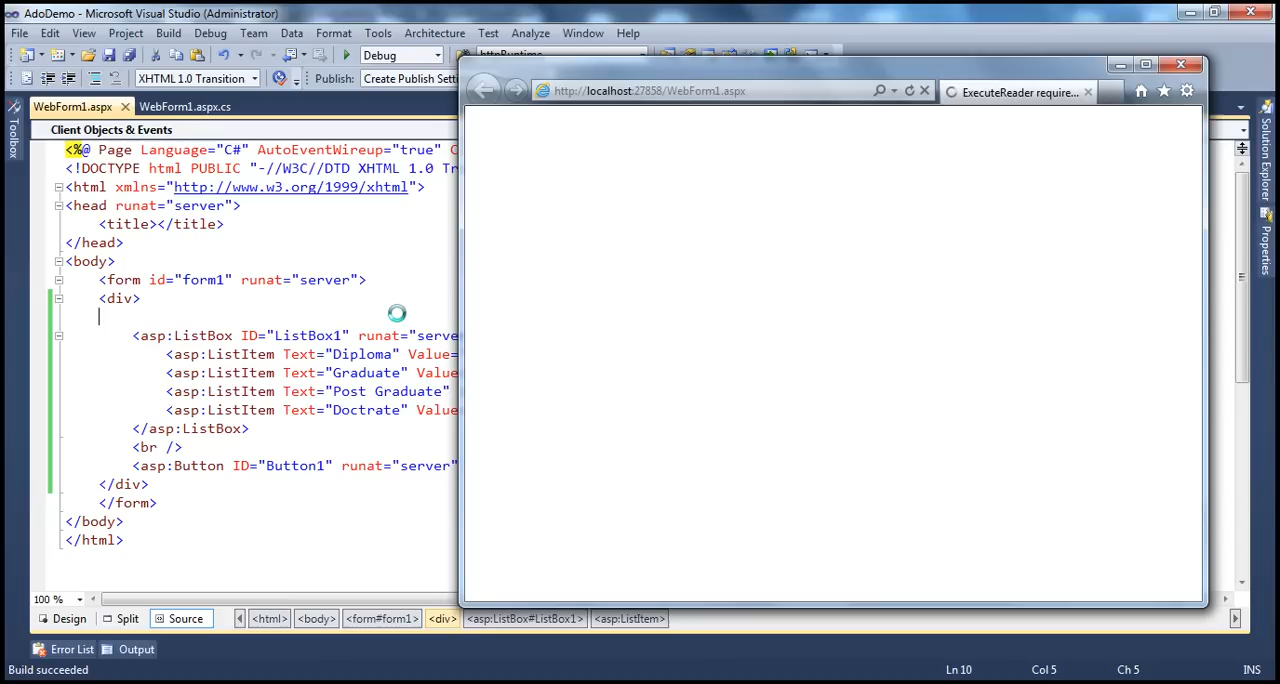 AdoDemo - Microsoft Visual Studio (Administrator)
File Edit View Project Build Debug Team Data Format Tools Architecture Test Analyze Window Help
Debug
httpRuntime
XHTML 1.0 Transition Publish: Create Publish Setti
WebForm1.aspx WebForm1.aspx.cs
Client Objects & Events
http://localhost:27858/WebForm1.aspx
ExecuteReader require...
Toolbox
Solution Explorer
Properties
<%@ Page Language="C#" AutoEventWireup="true" C
<!DOCTYPE html PUBLIC "-//W3C//DTD XHTML 1.0 Tr
<html xmlns="http://www.w3.org/1999/xhtml">
<head runat="server">
<title></title>
</head>
<body>
<form id="form1" runat="server">
<div>
<asp:ListBox ID="ListBox1" runat="serve
<asp:ListItem Text="Diploma" Value=
<asp:ListItem Text="Graduate" Value
<asp:ListItem Text="Post Graduate"
<asp:ListItem Text="Doctrate" Value
</asp:ListBox>
<br />
<asp:Button ID="Button1" runat="server"
</div>
</form>
</body>
</html>
100 %
Design Split Source <html> <body> <form#form1> <div> <asp:ListBox#ListBox1> <asp:ListItem>
Error List Output
Build succeeded Ln 10 Col 5 Ch 5 INS